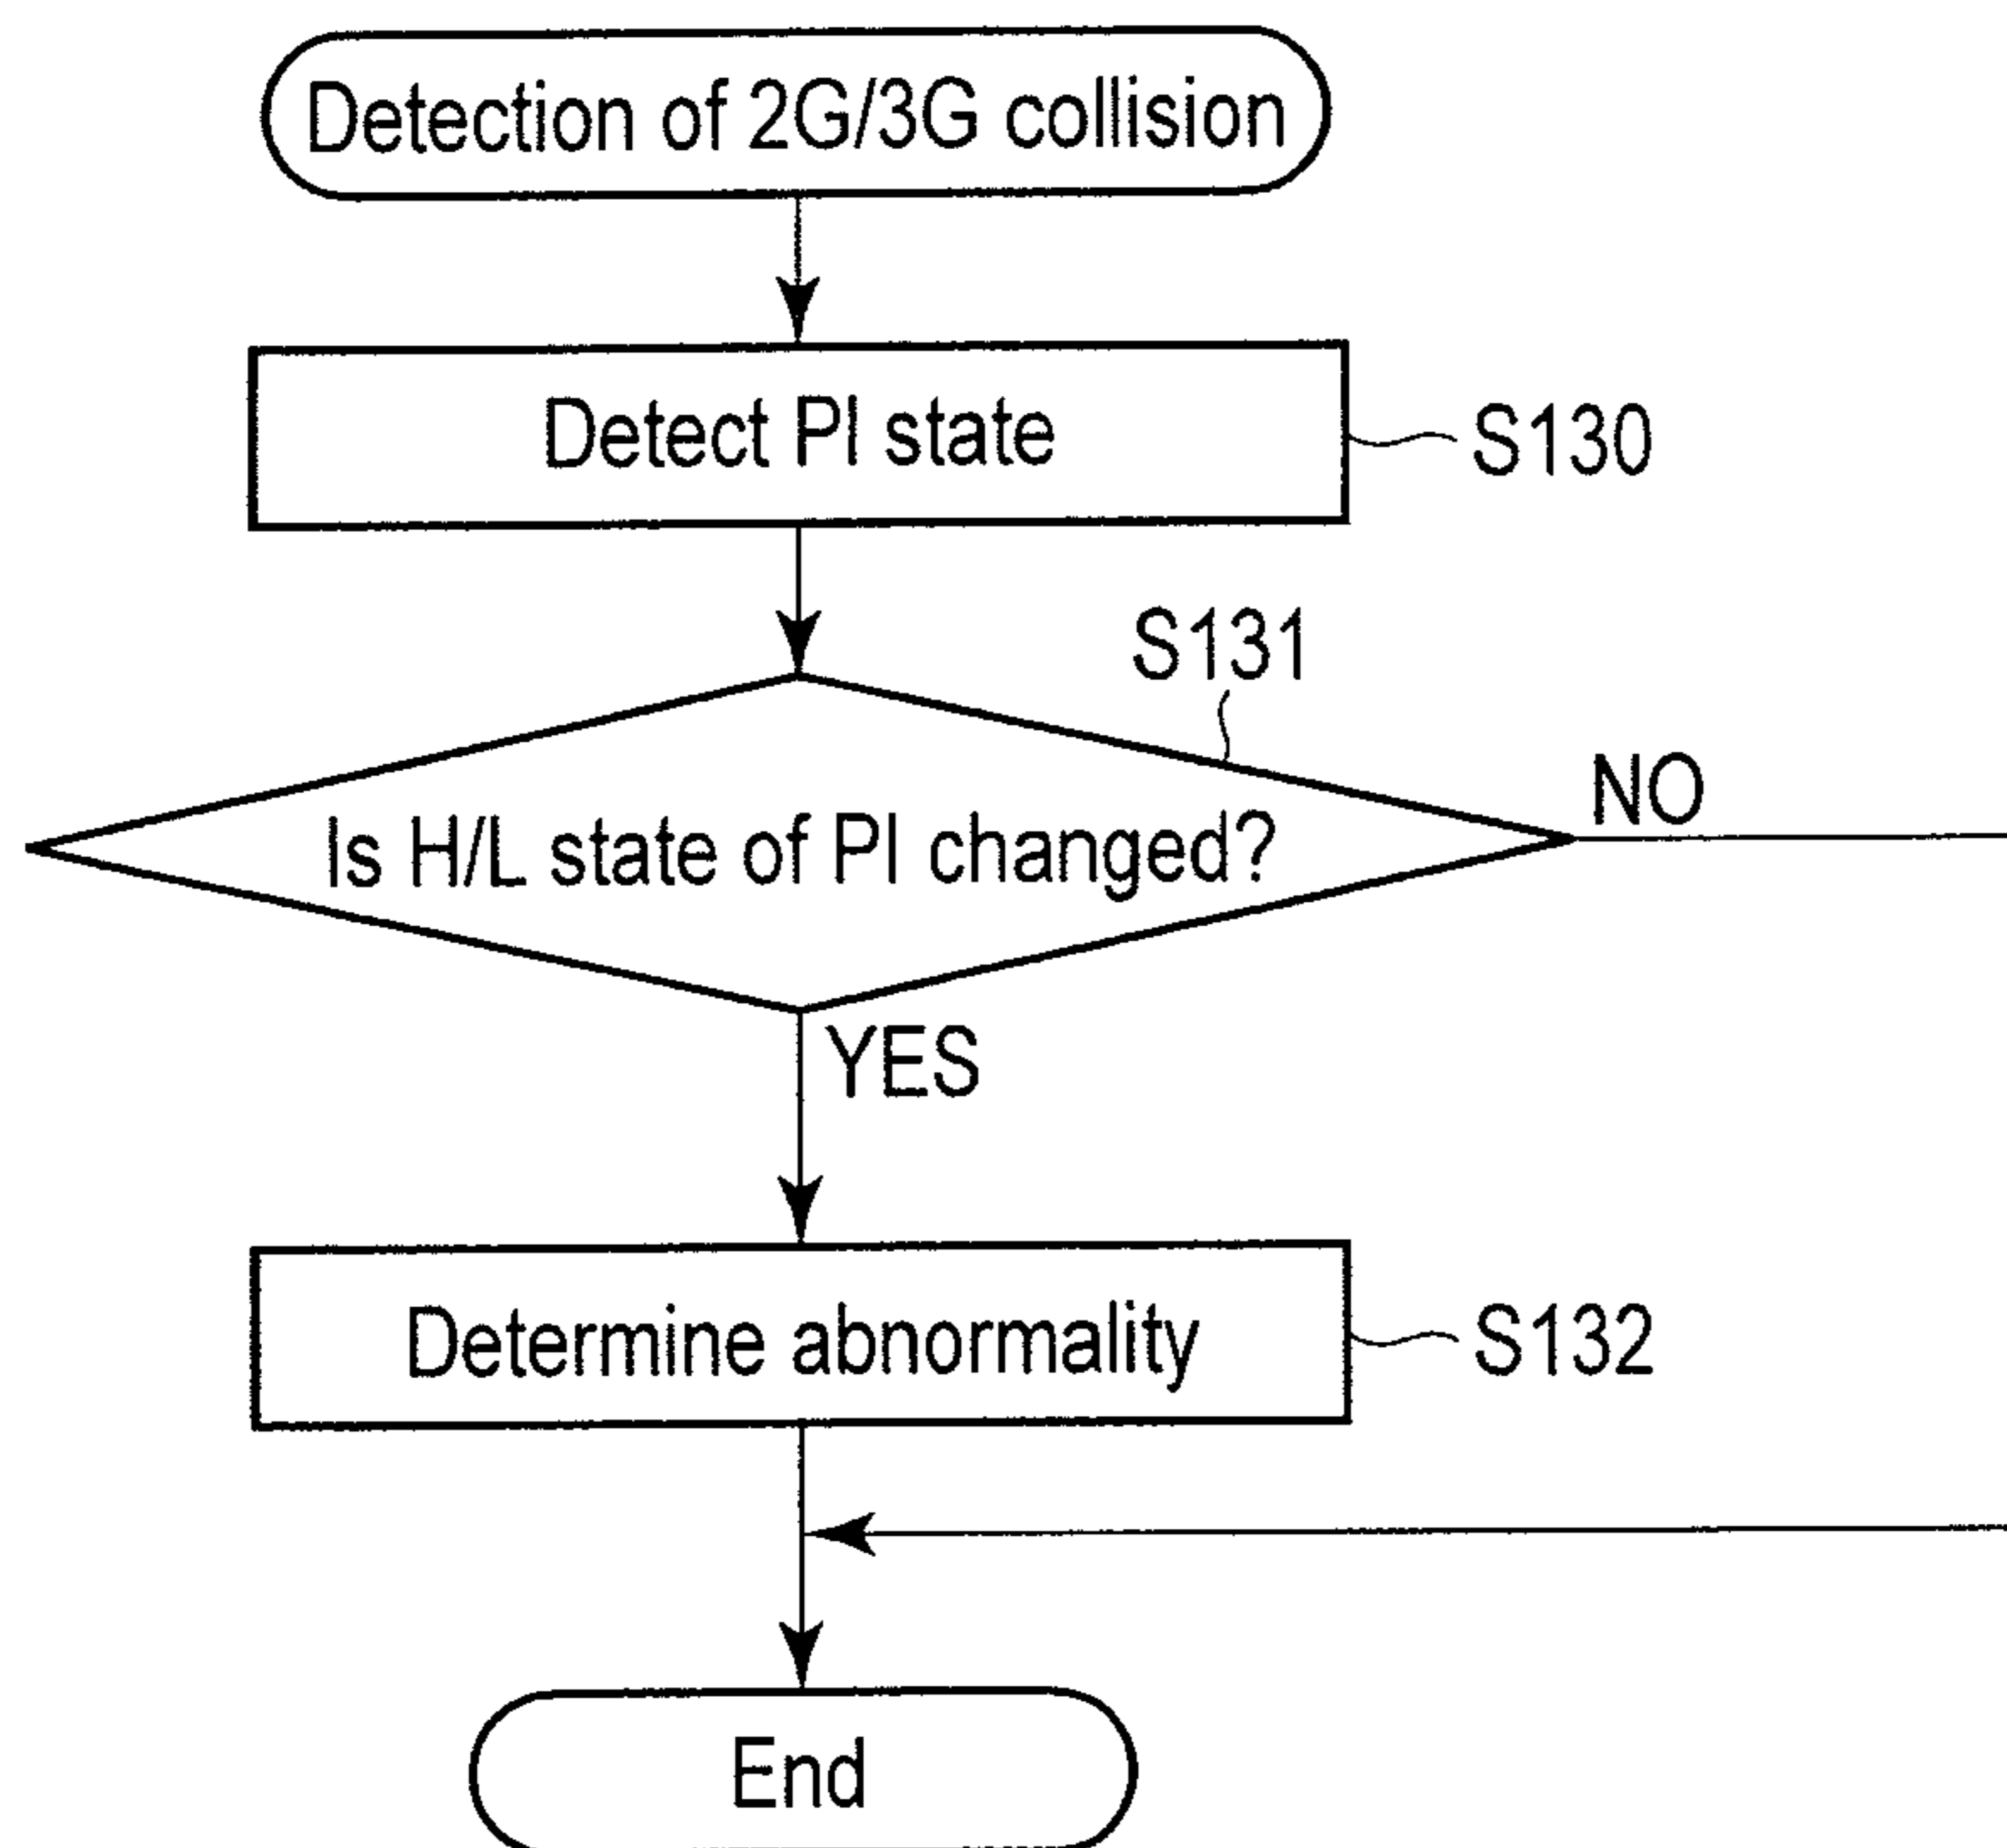 Detection of 2G/3G collision
Detect PI state
S130
S131
Is H/L state of PI changed?
NO
YES
Determine abnormality
S132
End